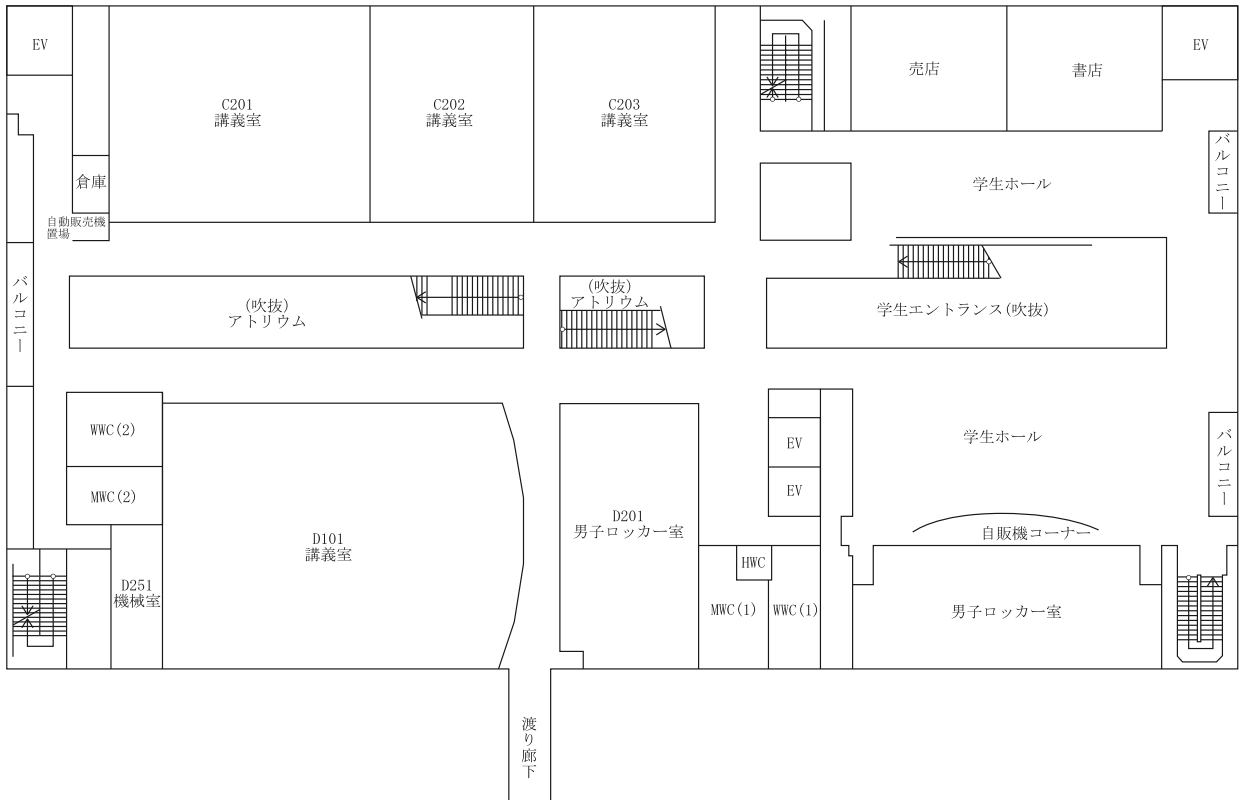 EV
C201
講義室
C202
講義室
C203
講義室
売店
書店
EV
倉庫
自動販売機
置場
学生ホール
バルコニー
バルコニー
(吹抜)
アトリウム
(吹抜)
アトリウム
学生エントランス(吹抜)
WWC(2)
MWC(2)
D101
講義室
D251
機械室
D201
男子ロッカー室
EV
EV
HWC
MWC(1)
WWC(1)
学生ホール
バルコニー
自販機コーナー
男子ロッカー室
渡り廊下